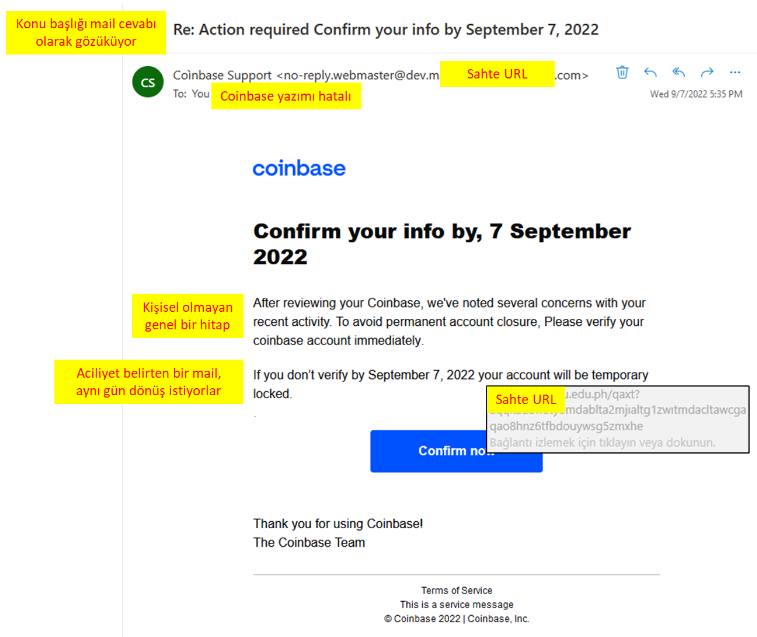 Konu başlığı mail cevabı
olarak gözüküyor
Re: Action required Confirm your info by September 7, 2022
CS
Coìnbase Support <no-reply.webmaster@dev.m
Sahte URL
.com>
To: You
Coinbase yazımı hatalı
Wed 9/7/2022 5:35 PM
coinbase
Confirm your info by, 7 September
2022
Kişisel olmayan
genel bir hitap
After reviewing your Coinbase, we've noted several concerns with your
recent activity. To avoid permanent account closure, Please verify your
coinbase account immediately.
Aciliyet belirten bir mail,
aynı gün dönüş istiyorlar
If you don't verify by September 7, 2022 your account will be temporary
locked.
.
Sahte URL
u.edu.ph/qaxt?
qao8hnz6tfbdouywsg5zmxhe
Bağlantı izlemek için tıklayın veya dokunun.
Confirm now
Thank you for using Coinbase!
The Coinbase Team
Terms of Service
This is a service message
© Coinbase 2022 | Coinbase, Inc.